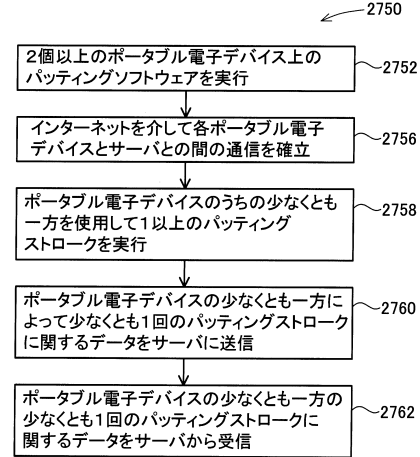 2750
2個以上のポータブル電子デバイス上の
パッティングソフトウェアを実行
2752
インターネットを介して各ポータブル電子
デバイスとサーバとの間の通信を確立
2756
ポータブル電子デバイスのうちの少なくとも
一方を使用して1以上のパッティング
ストロークを実行
2758
ポータブル電子デバイスの少なくとも一方に
よって少なくとも1回のパッティングストローク
に関するデータをサーバに送信
2760
ポータブル電子デバイスの少なくとも一方の
少なくとも1回のパッティングストロークに
関するデータをサーバから受信
2762